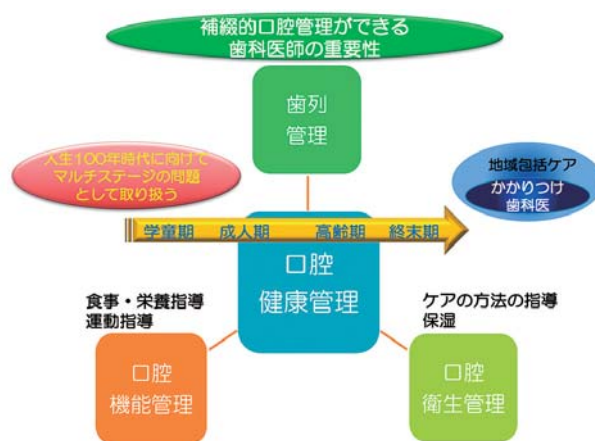 補綴的口腔管理ができる
歯科医師の重要性
歯列
管理
人生100年時代に向けて
マルチステージの問題
として取り扱う
地域包括ケア
かかりつけ
歯科医
学童期 成人期 高齢期 終末期
口腔
健康管理
食事・栄養指導
運動指導
ケアの方法の指導
保湿
口腔
機能管理
口腔
衛生管理